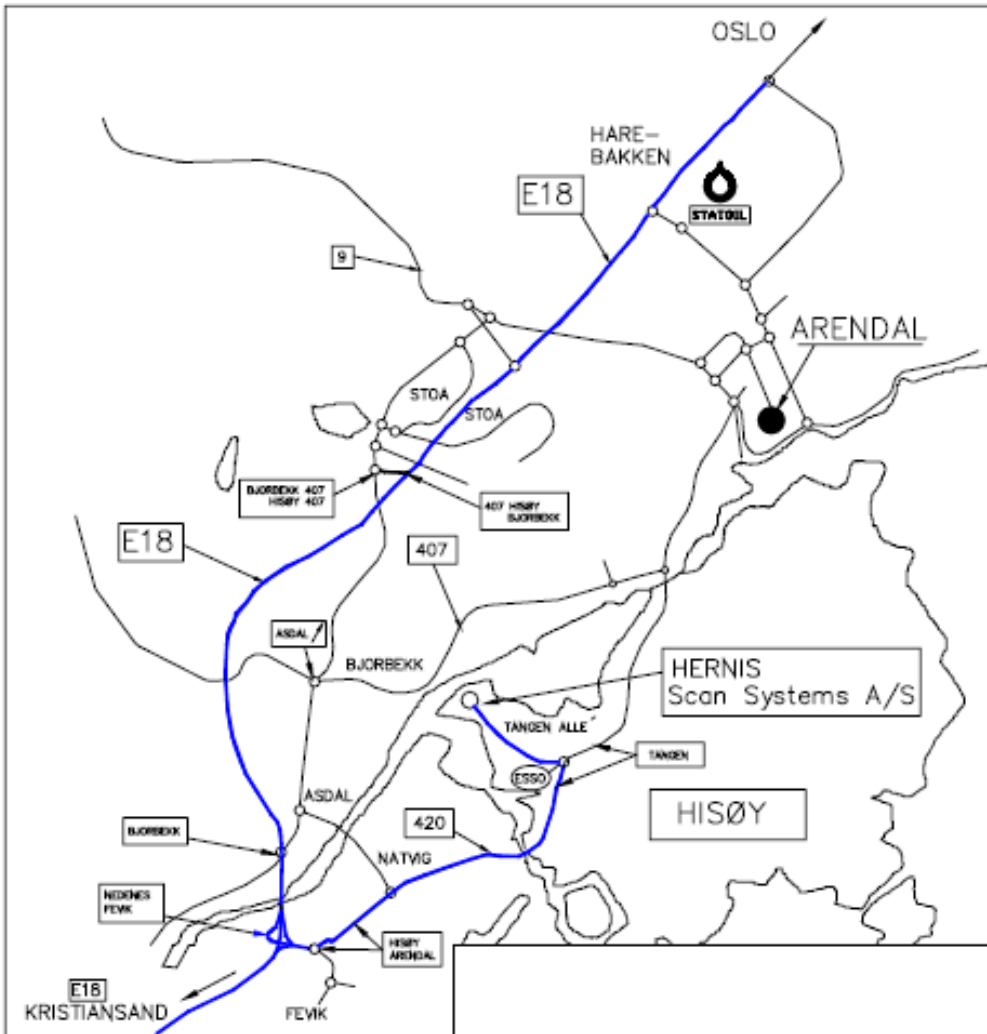 OSLO
HARE-
BAKKEN
E18
STATOIL
9
ARENDAL
STOA
STOA
BJORBEKK 407
HISØY 407
407 HISØY
BJORBEKK
E18
407
ASDAL
BJORBEKK
HERNIS
Scan Systems A/S
TANGEN ALLE´
TANGEN
ESSO
ASDAL
HISØY
420
BJORBEKK
NATVIG
NEDENES
FEVIK
HISØY
ARENDAL
E18
KRISTIANSAND
FEVIK